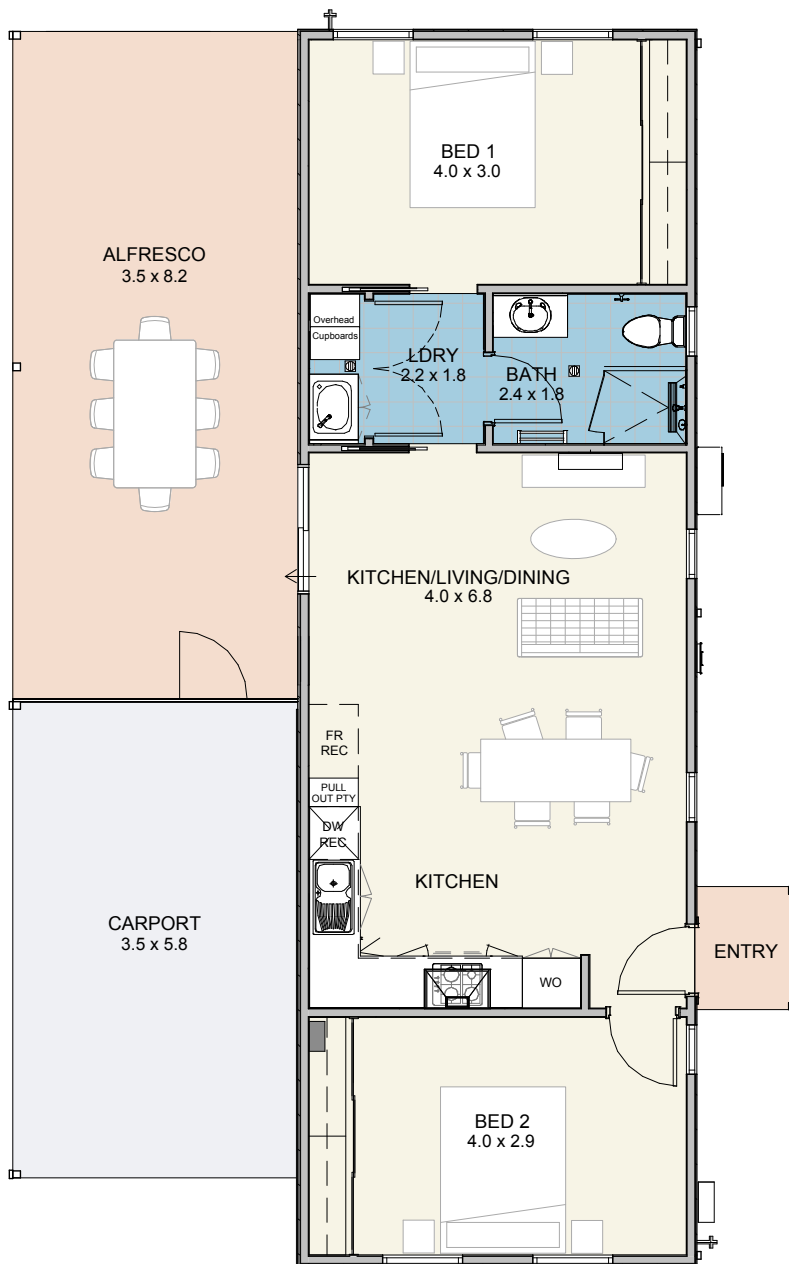 BED 1
4.0 x 3.0
ALFRESCO
3.5 x 8.2
Overhead
Cupboards
LDRY
2.2 x 1.8
BATH
2.4 x 1.8
KITCHEN/LIVING/DINING
4.0 x 6.8
FR
REC
PULL
OUT PTY
DW
REC
KITCHEN
CARPORT
3.5 x 5.8
ENTRY
WO
BED 2
4.0 x 2.9